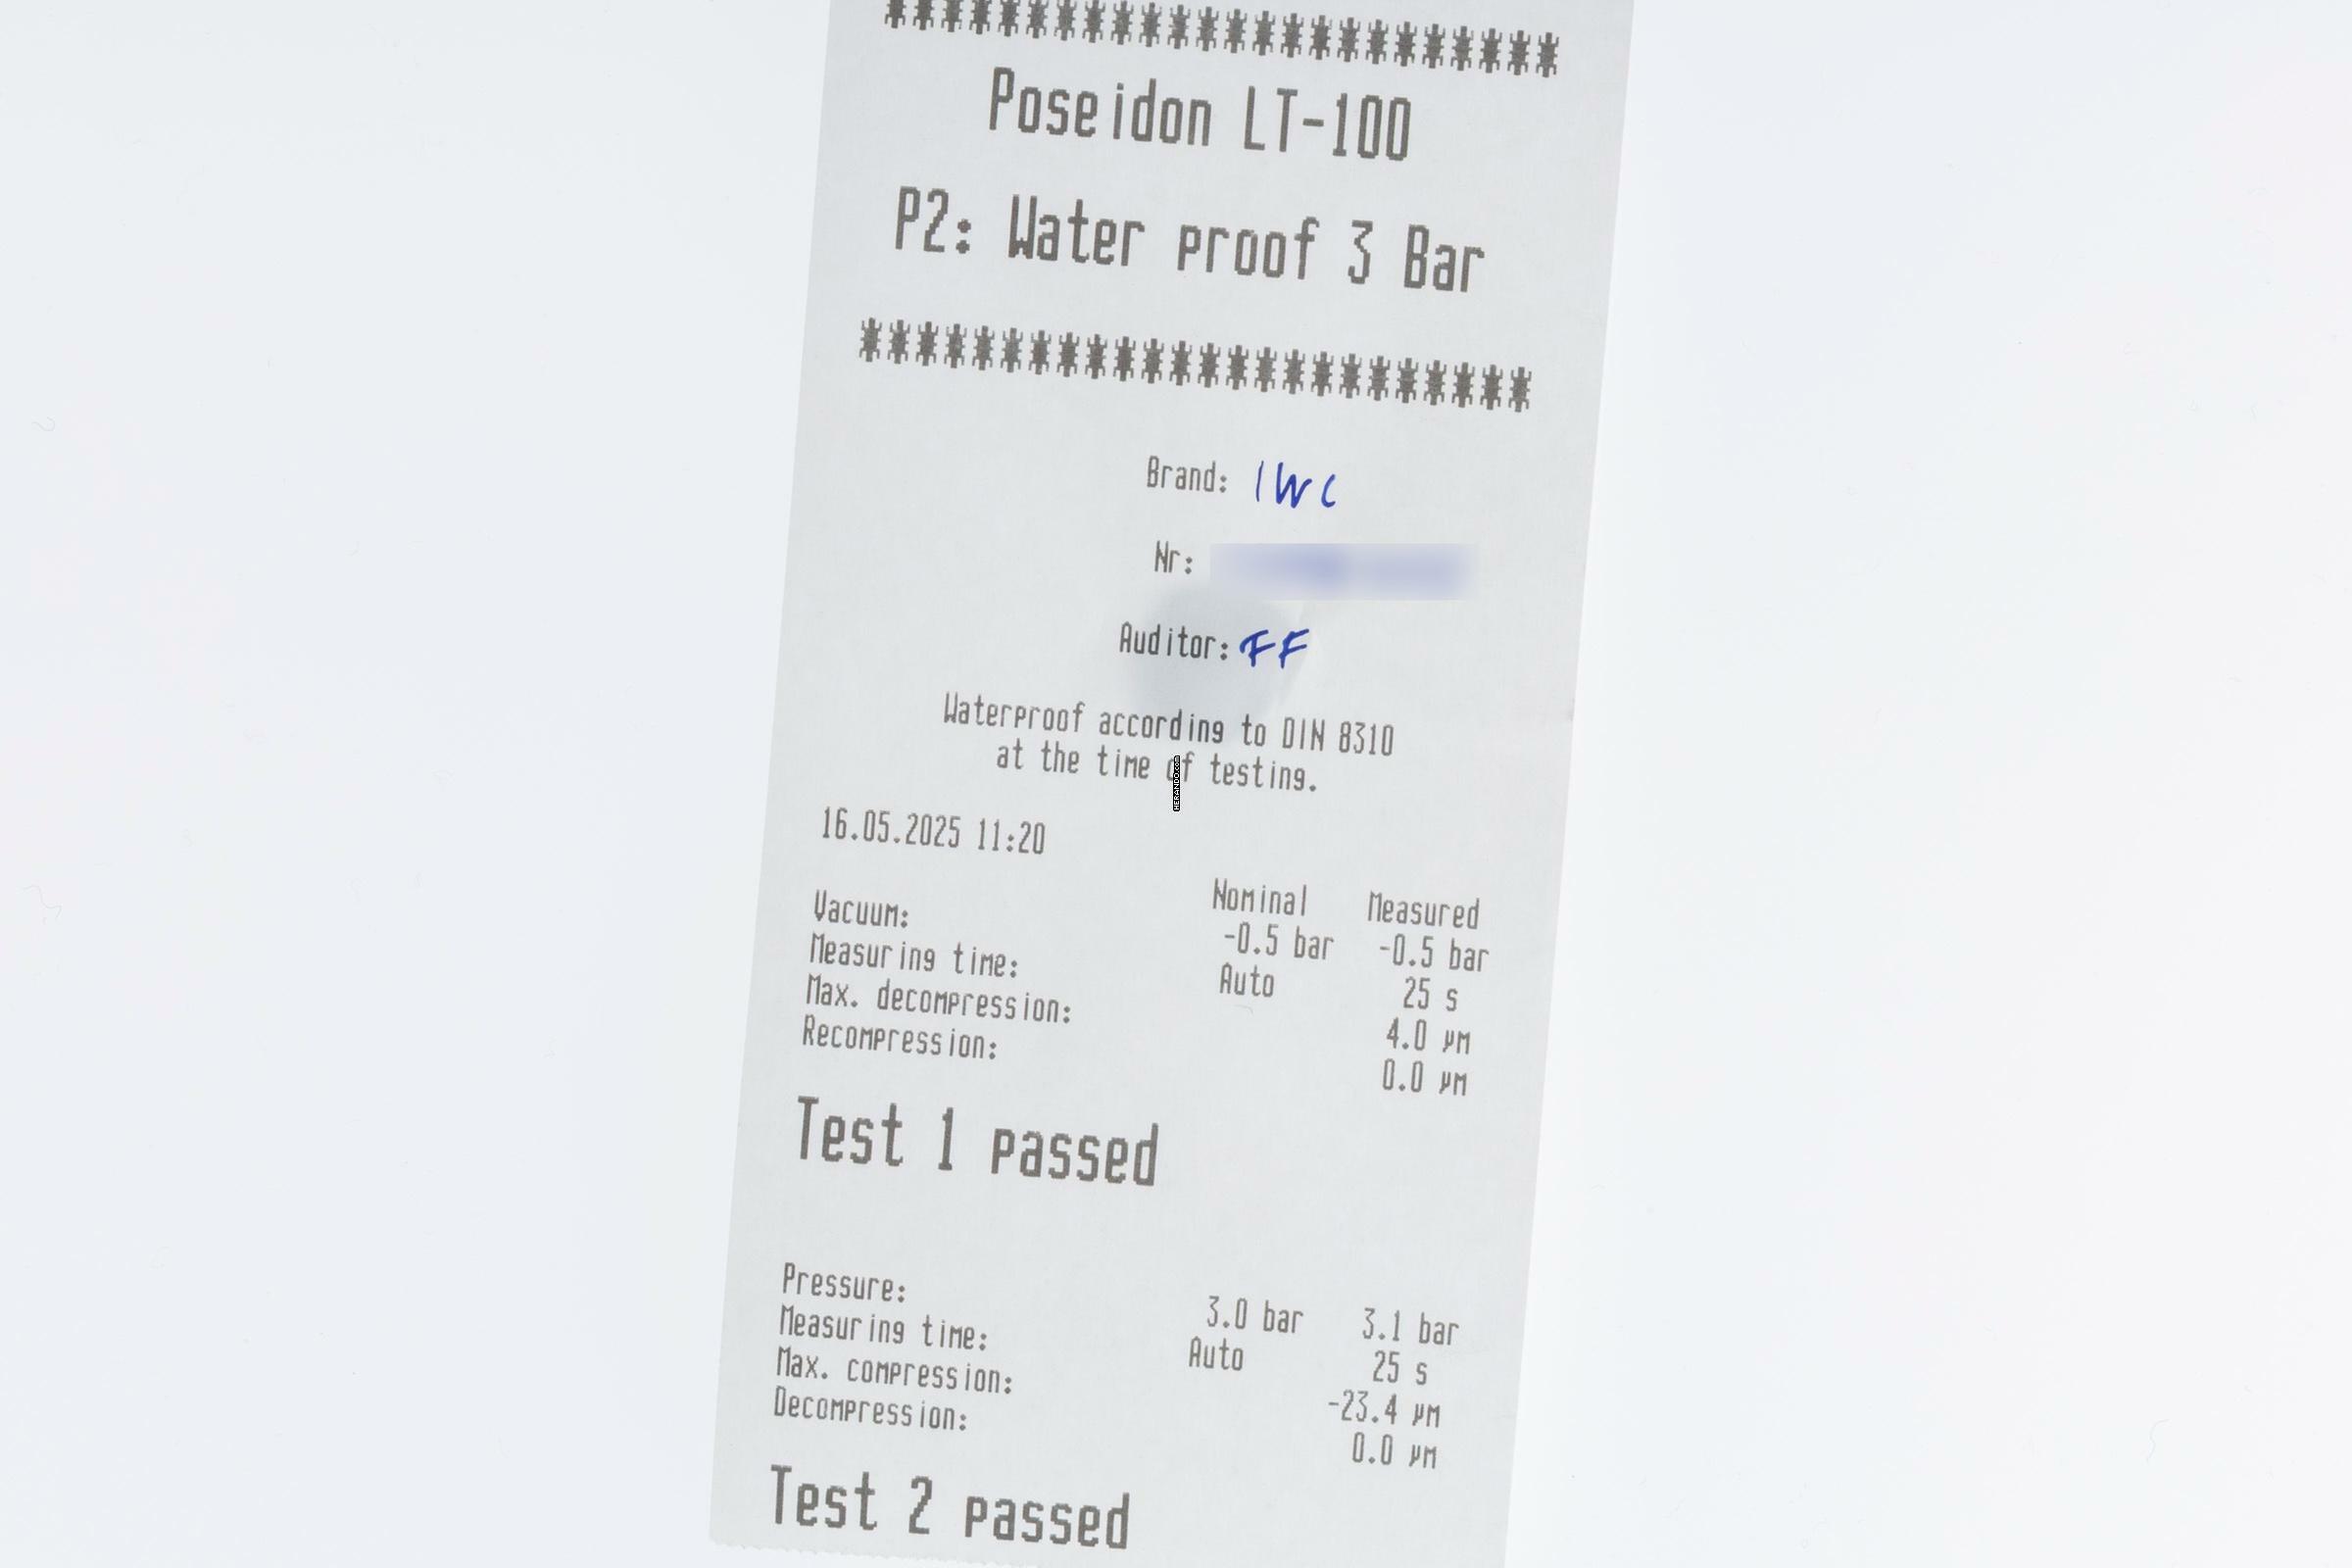 ************************
Poseidon LT-100
P2: Water proof 3 Bar
************************
Brand: IWC
Nr:
Auditor: FF
Waterproof according to DIN 8310
at the time of testing.
HERANDO.com
16.05.2025 11:20
Nominal Measured
Vacuum: -0.5 bar -0.5 bar
Measuring time: Auto 25 s
Max. decompression: 4.0 µm
Recompression: 0.0 µm
Test 1 passed
Pressure: 3.0 bar 3.1 bar
Measuring time: Auto 25 s
Max. compression: -23.4 µm
Decompression: 0.0 µm
Test 2 passed